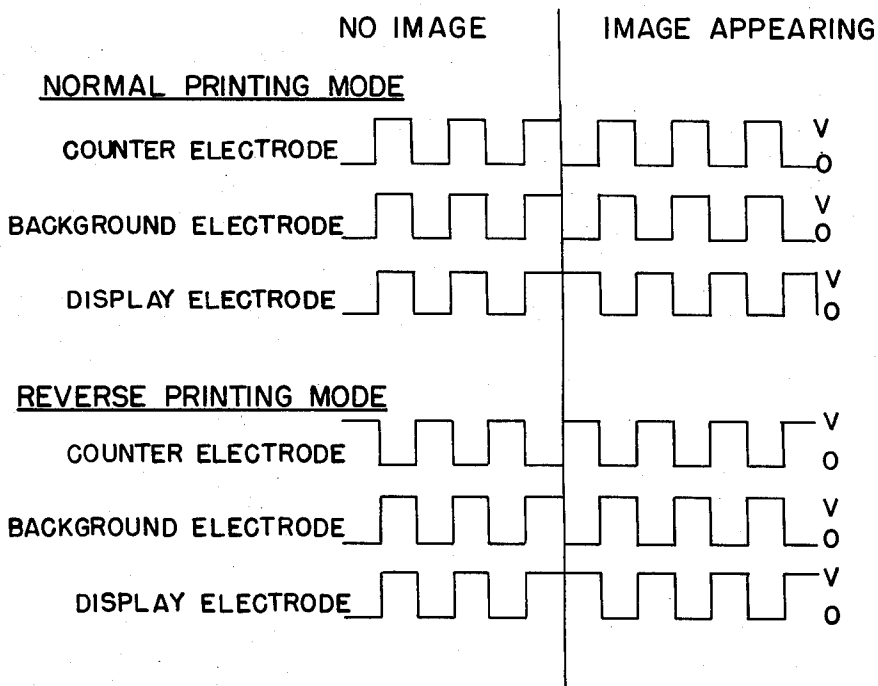 NO IMAGE IMAGE APPEARING
NORMAL PRINTING MODE
COUNTER ELECTRODE V
O
BACKGROUND ELECTRODE V
O
DISPLAY ELECTRODE V
O
REVERSE PRINTING MODE
COUNTER ELECTRODE V
O
BACKGROUND ELECTRODE V
O
DISPLAY ELECTRODE V
O